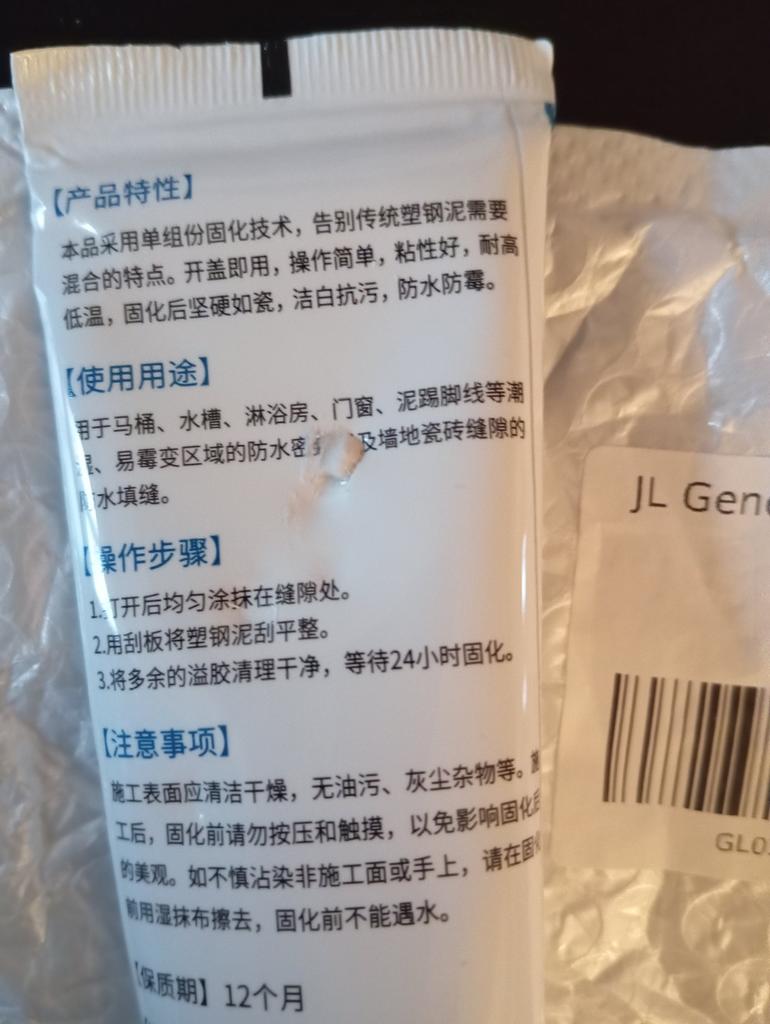 【产品特性】
本品采用单组份固化技术，告别传统塑钢泥需要
混合的特点。开盖即用，操作简单，粘性好，耐高
低温，固化后坚硬如瓷，洁白抗污，防水防霉。
【使用用途】
用于马桶、水槽、淋浴房、门窗、泥踢脚线等潮
湿、易霉变区域的防水密 及墙地瓷砖缝隙的
防水填缝。
【操作步骤】
1.打开后均匀涂抹在缝隙处。
2.用刮板将塑钢泥刮平整。
3.将多余的溢胶清理干净，等待24小时固化。
【注意事项】
施工表面应清洁干燥，无油污、灰尘杂物等。施
工后，固化前请勿按压和触摸，以免影响固化后
的美观。如不慎沾染非施工面或手上，请在固化
前用湿抹布擦去，固化前不能遇水。
【保质期】12个月
JL Gene
GL03